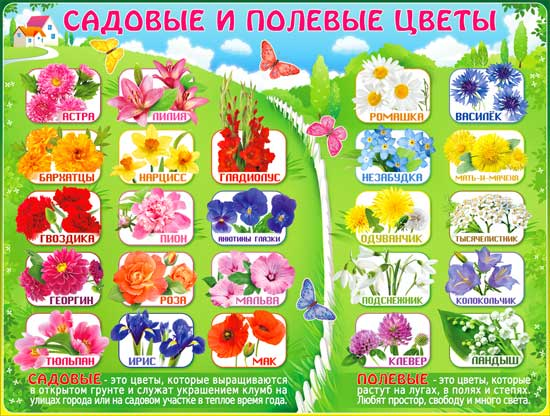 САДОВЫЕ И ПОЛЕВЫЕ ЦВЕТЫ
АСТРА
ЛИЛИЯ
РОМАШКА
ВАСИЛЁК
БАРХАТЦЫ
НАРЦИСС
ГЛАДИОЛУС
НЕЗАБУДКА
МАТЬ-И-МАЧЕХА
ГВОЗДИКА
ПИОН
АНЮТИНЫ ГЛАЗКИ
ОДУВАНЧИК
ТЫСЯЧЕЛИСТНИК
ГЕОРГИН
РОЗА
МАЛЬВА
ПОДСНЕЖНИК
КОЛОКОЛЬЧИК
ТЮЛЬПАН
ИРИС
МАК
КЛЕВЕР
ЛАНДЫШ
САДОВЫЕ - это цветы, которые выращиваются
в открытом грунте и служат украшением клумб на
улицах города или на садовом участке в теплое время года.
ПОЛЕВЫЕ - это цветы, которые
растут на лугах, в полях и степях.
Любят простор, свободу и много света.